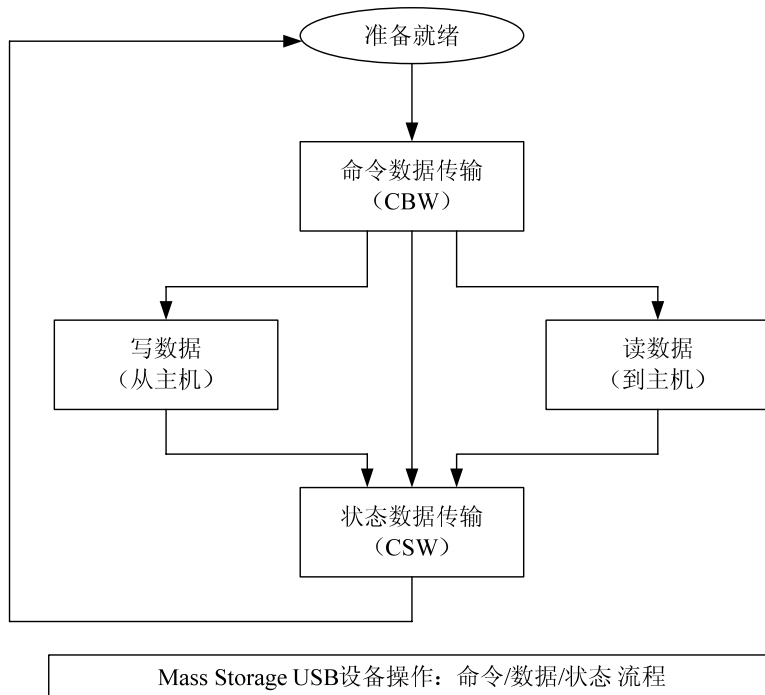 准备就绪
命令数据传输
（CBW）
写数据
（从主机）
读数据
（到主机）
状态数据传输
（CSW）
Mass Storage USB设备操作：命令/数据/状态 流程